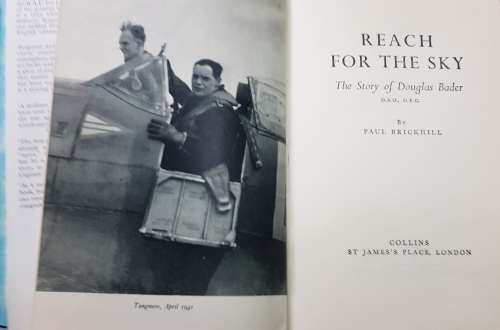 Tangmere, April 1941
REACH
FOR THE SKY
The Story of Douglas Bader
D.S.O., D.F.C.
By
PAUL BRICKHILL
COLLINS
ST JAMES'S PLACE, LONDON